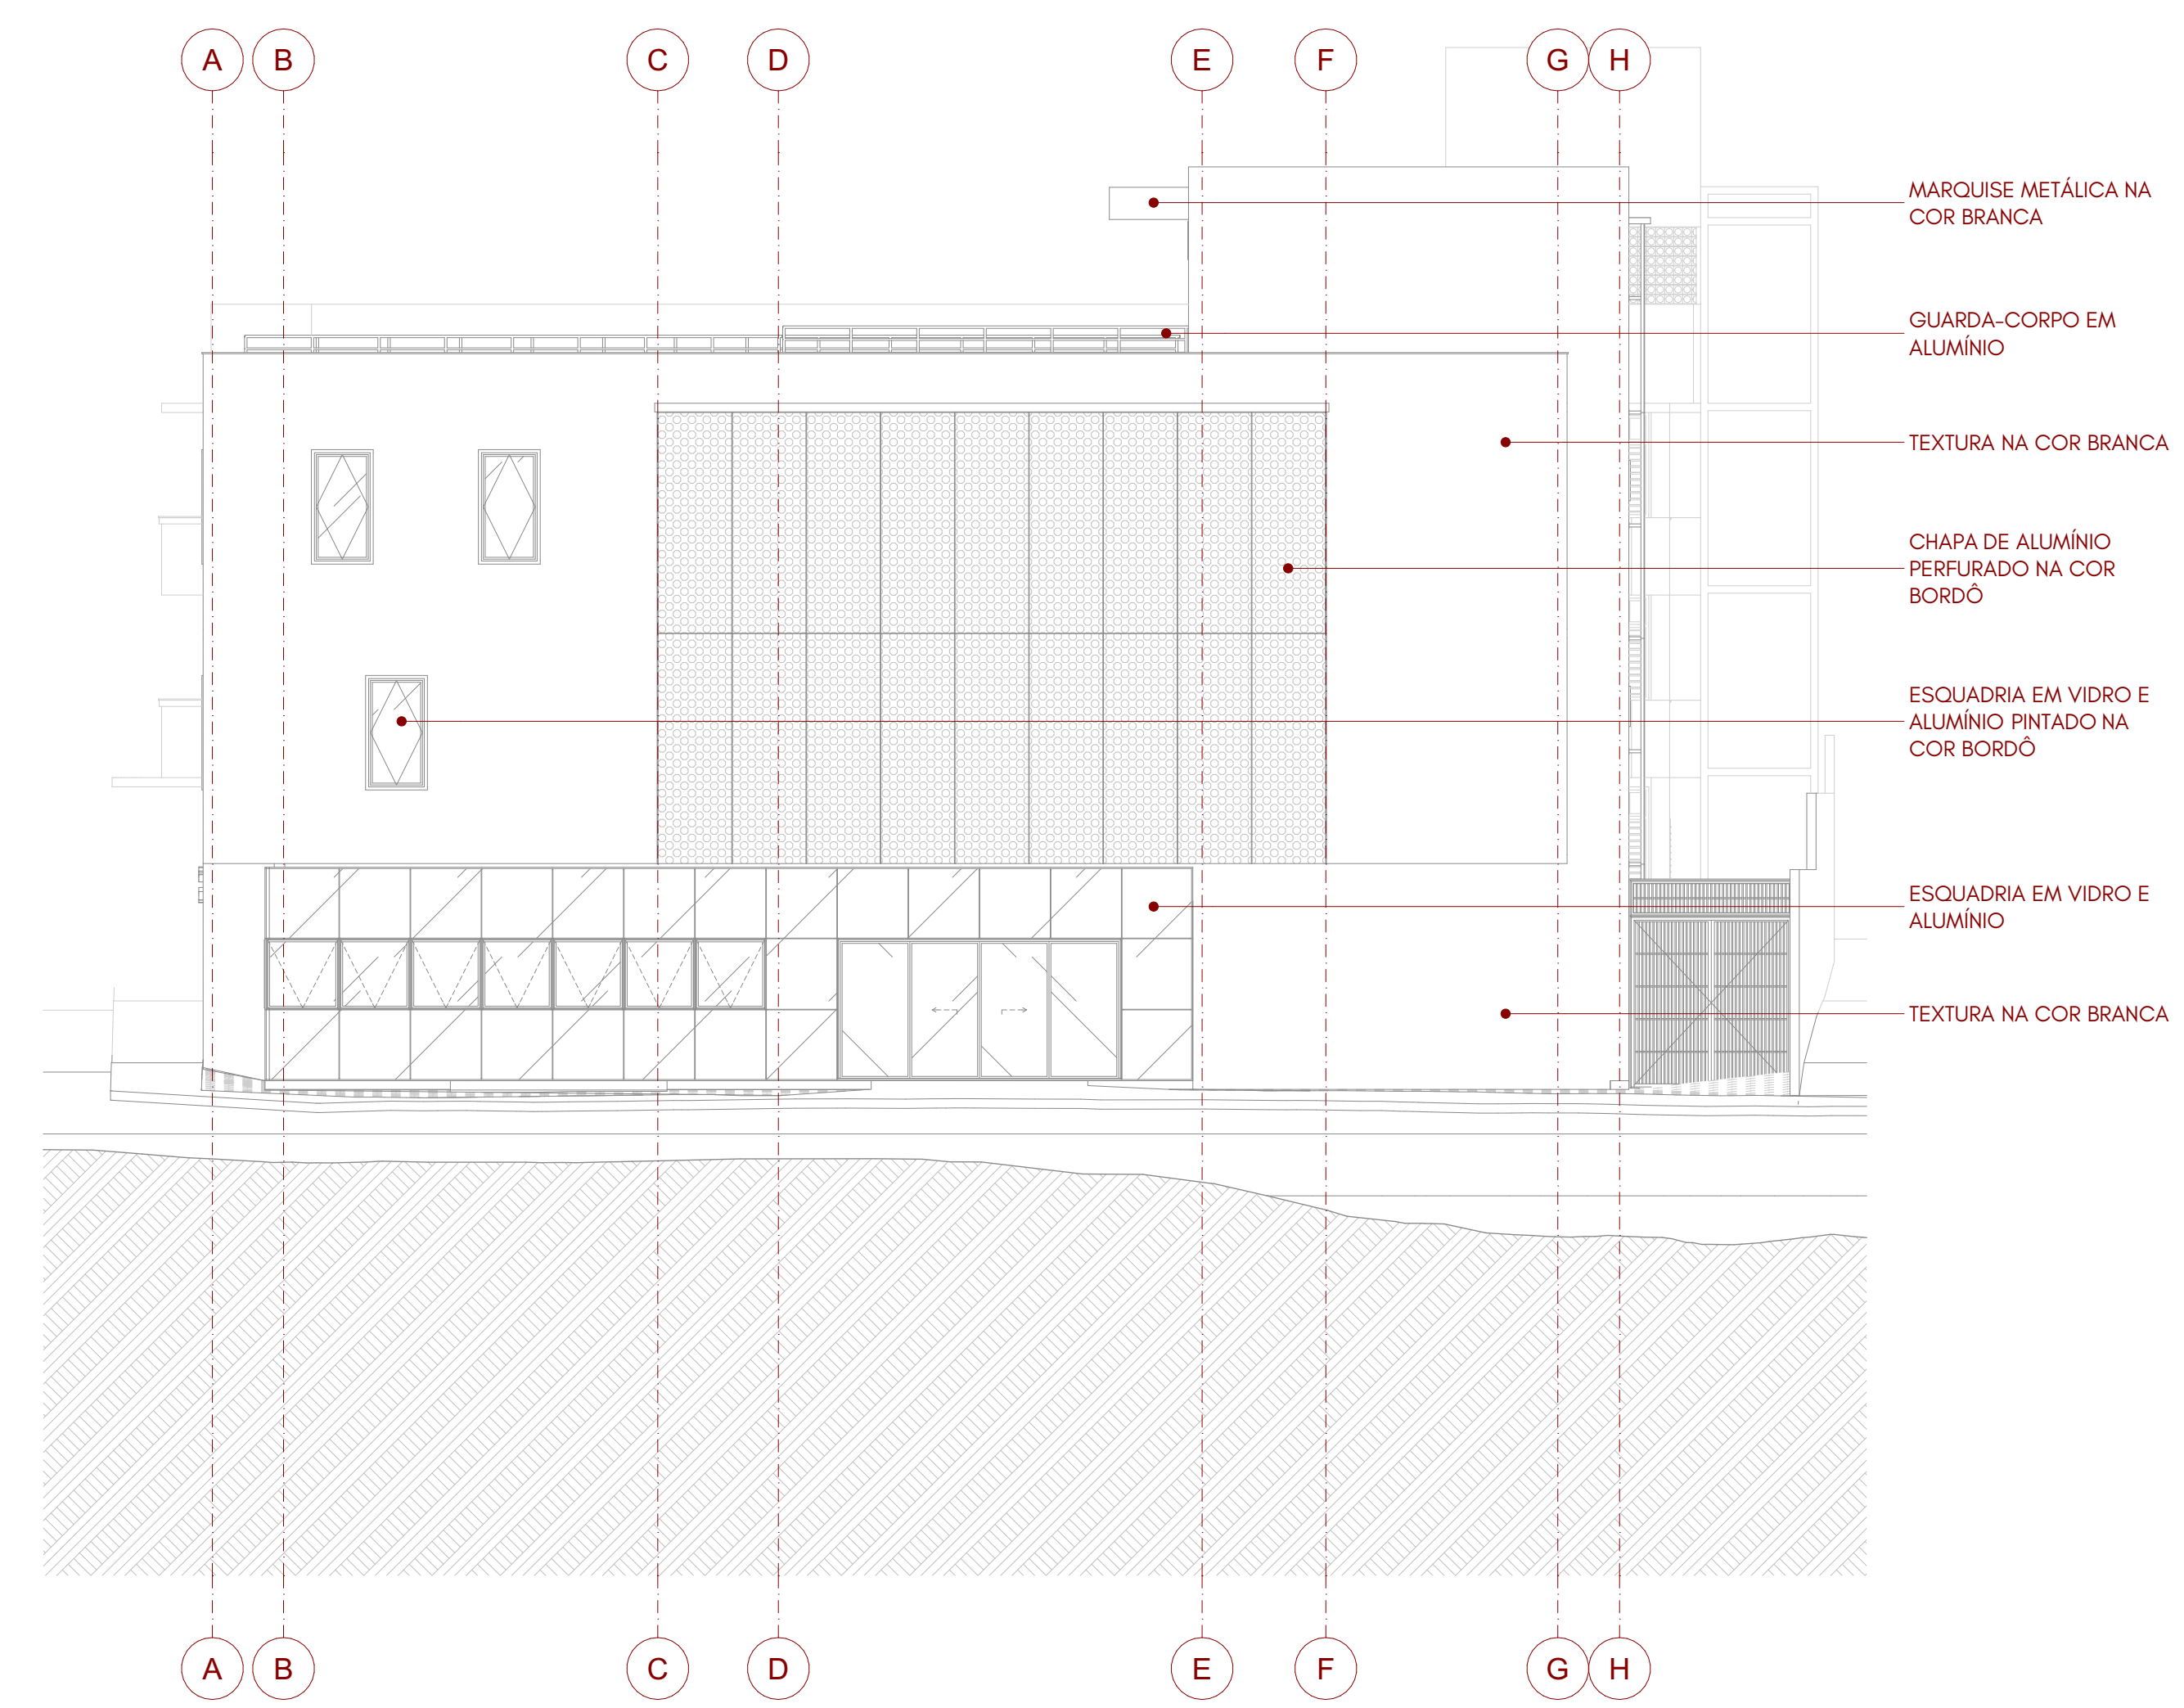 A B C D E F G H
MARQUISE METÁLICA NA
COR BRANCA
GUARDA-CORPO EM
ALUMÍNIO
TEXTURA NA COR BRANCA
CHAPA DE ALUMÍNIO
PERFURADO NA COR
BORDÔ
ESQUADRIA EM VIDRO E
ALUMÍNIO PINTADO NA
COR BORDÔ
ESQUADRIA EM VIDRO E
ALUMÍNIO
TEXTURA NA COR BRANCA
A B C D E F G H